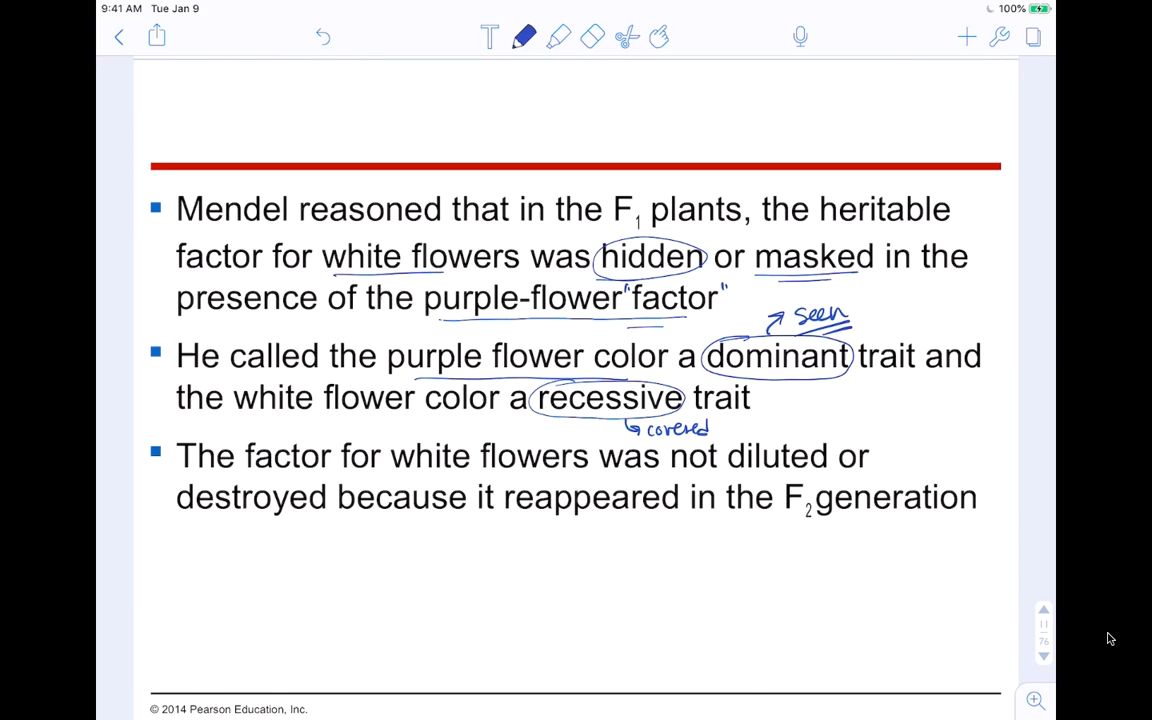 9:41 AM Tue Jan 9 100%
Mendel reasoned that in the F1 plants, the heritable
factor for white flowers was hidden or masked in the
presence of the purple-flower "factor"
seen
He called the purple flower color a dominant trait and
the white flower color a recessive trait
covered
The factor for white flowers was not diluted or
destroyed because it reappeared in the F2 generation
11
76
© 2014 Pearson Education, Inc.